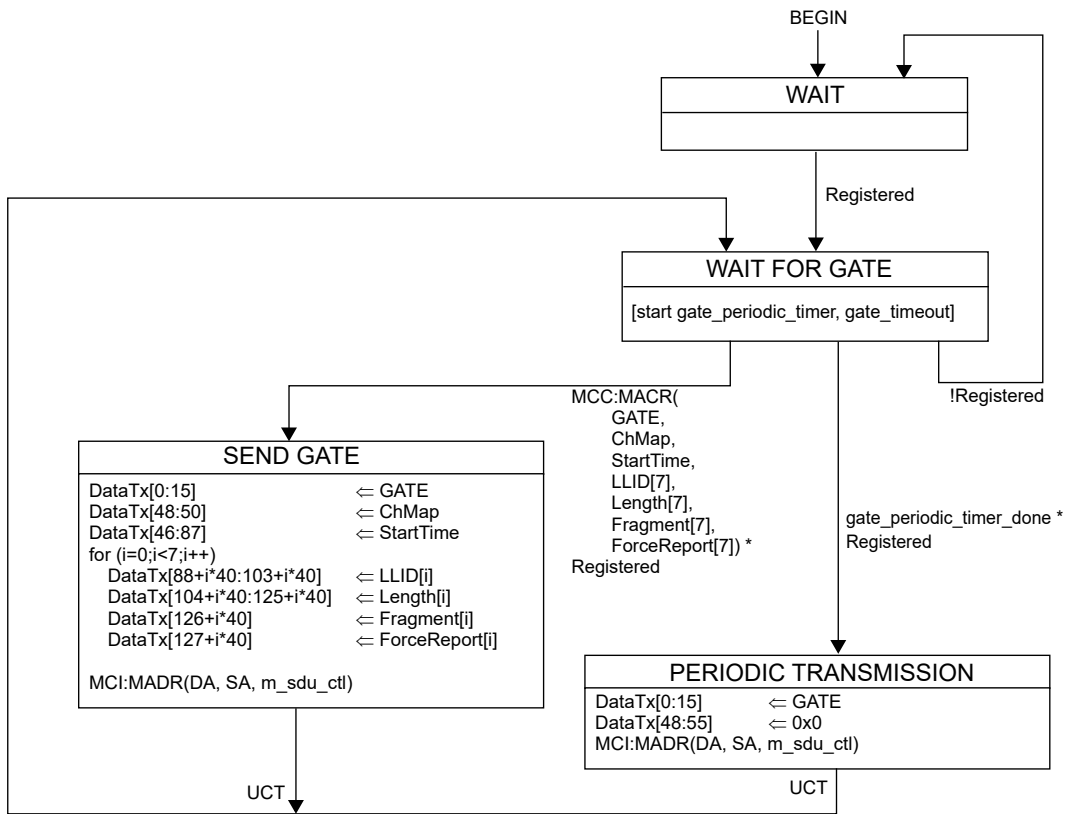 BEGIN
WAIT
Registered
WAIT FOR GATE
[start gate_periodic_timer, gate_timeout]
!Registered
MCC:MACR(
GATE,
ChMap,
StartTime,
LLID[7],
Length[7],
Fragment[7],
ForceReport[7]) *
Registered
gate_periodic_timer_done *
Registered
SEND GATE
DataTx[0:15] ⇐ GATE
DataTx[48:50] ⇐ ChMap
DataTx[46:87] ⇐ StartTime
for (i=0;i<7;i++)
DataTx[88+i*40:103+i*40] ⇐ LLID[i]
DataTx[104+i*40:125+i*40] ⇐ Length[i]
DataTx[126+i*40] ⇐ Fragment[i]
DataTx[127+i*40] ⇐ ForceReport[i]
MCI:MADR(DA, SA, m_sdu_ctl)
PERIODIC TRANSMISSION
DataTx[0:15] ⇐ GATE
DataTx[48:55] ⇐ 0x0
MCI:MADR(DA, SA, m_sdu_ctl)
UCT
UCT